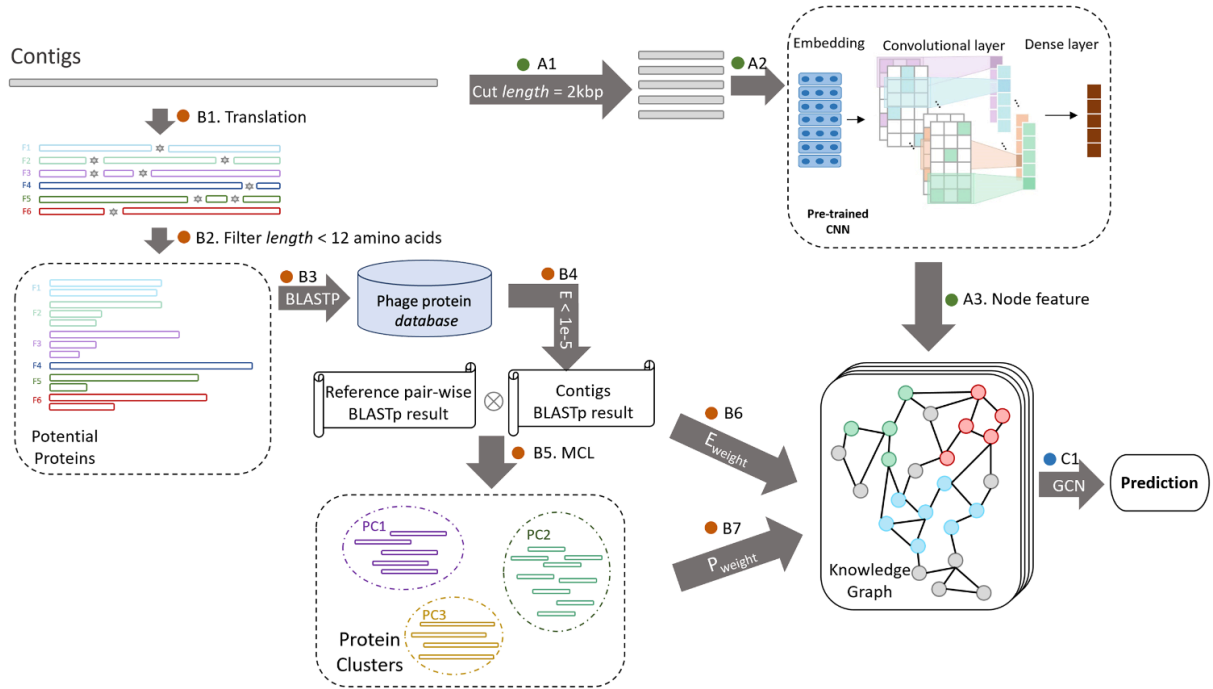 Contigs
A1
Cut length = 2kbp
A2
Embedding
Convolutional layer
Dense layer
Pre-trained
CNN
B1. Translation
F1
F2
F3
F4
F5
F6
B2. Filter length < 12 amino acids
F1
F2
F3
F4
F5
F6
Potential
Proteins
B3
BLASTP
Phage protein
database
B4
E < 1e-5
A3. Node feature
Reference pair-wise
BLASTp result
Contigs
BLASTp result
B5. MCL
B6
Eweight
B7
Pweight
PC1
PC2
PC3
Protein
Clusters
Knowledge
Graph
C1
GCN
Prediction